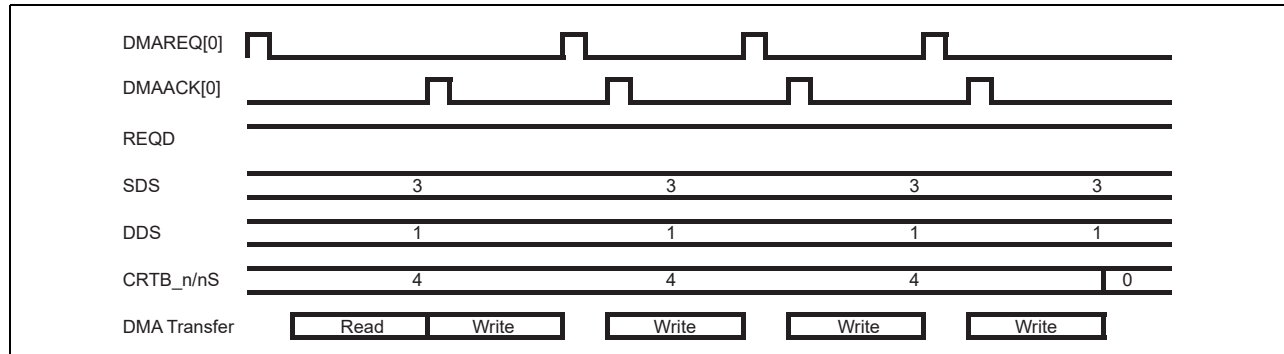 DMAREQ[0]
DMAACK[0]
REQD
SDS 3 3 3 3
DDS 1 1 1 1
CRTB_n/nS 4 4 4 0
DMA Transfer Read Write Write Write Write